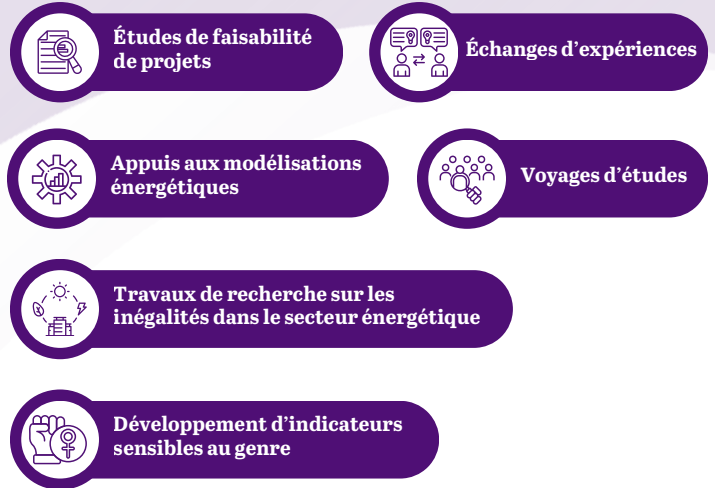 Études de faisabilité
de projets
Échanges d’expériences
Appuis aux modélisations
énergétiques
Voyages d’études
Travaux de recherche sur les
inégalités dans le secteur énergétique
Développement d’indicateurs
sensibles au genre